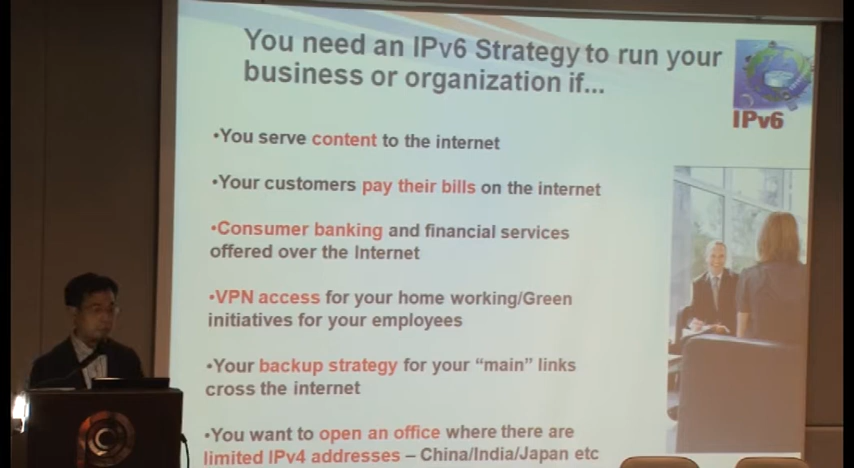 You need an IPv6 Strategy to run your
business or organization if...
IPv6
•You serve content to the internet
•Your customers pay their bills on the internet
•Consumer banking and financial services
offered over the Internet
•VPN access for your home working/Green
initiatives for your employees
•Your backup strategy for your “main” links
cross the internet
•You want to open an office where there are
limited IPv4 addresses – China/India/Japan etc